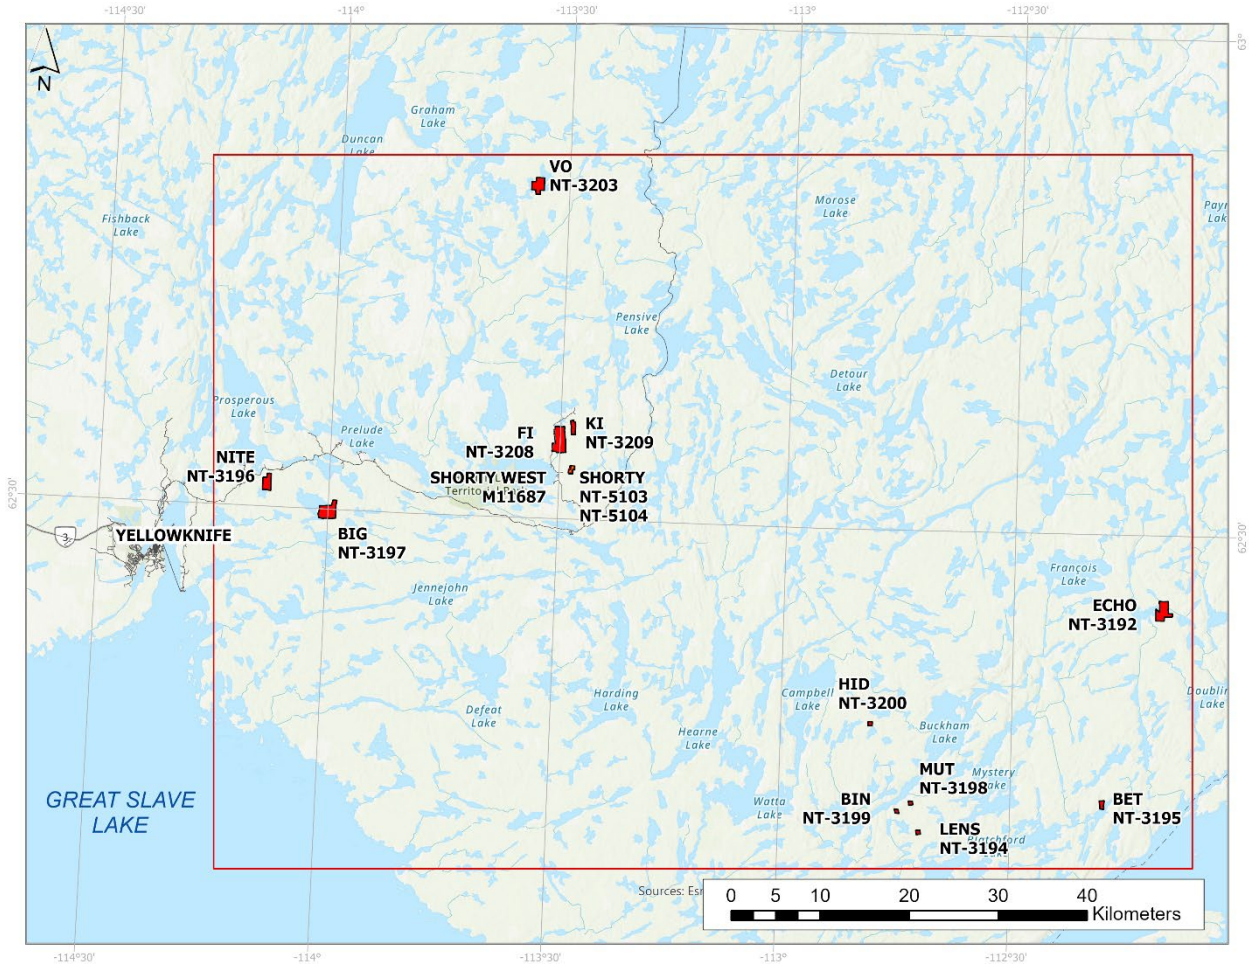 -114°30'
-114°
-113°30'
-113°
-112°30'
63°
N
Graham
Lake
Duncan
Lake
VO
NT-3203
Morose
Lake
Fishback
Lake
Pensive
Lake
Detour
Lake
Prosperous
Lake
Prelude
Lake
KI
NT-3209
FI
NT-3208
NITE
NT-3196
SHORTY WEST
M11687
SHORTY
NT-5103
NT-5104
62°30'
62°30'
3
YELLOWKNIFE
BIG
NT-3197
François
Lake
Jennejohn
Lake
ECHO
NT-3192
HID
NT-3200
Campbell
Lake
Harding
Lake
Defeat
Lake
Hearne
Lake
Buckham
Lake
MUT
NT-3198
Mystery
Lake
GREAT SLAVE
LAKE
Watta
Lake
BIN
NT-3199
BET
NT-3195
LENS
NT-3194
Sources: Esr
0 5 10 20 30 40
Kilometers
-114°30'
-114°
-113°30'
-113°
-112°30'